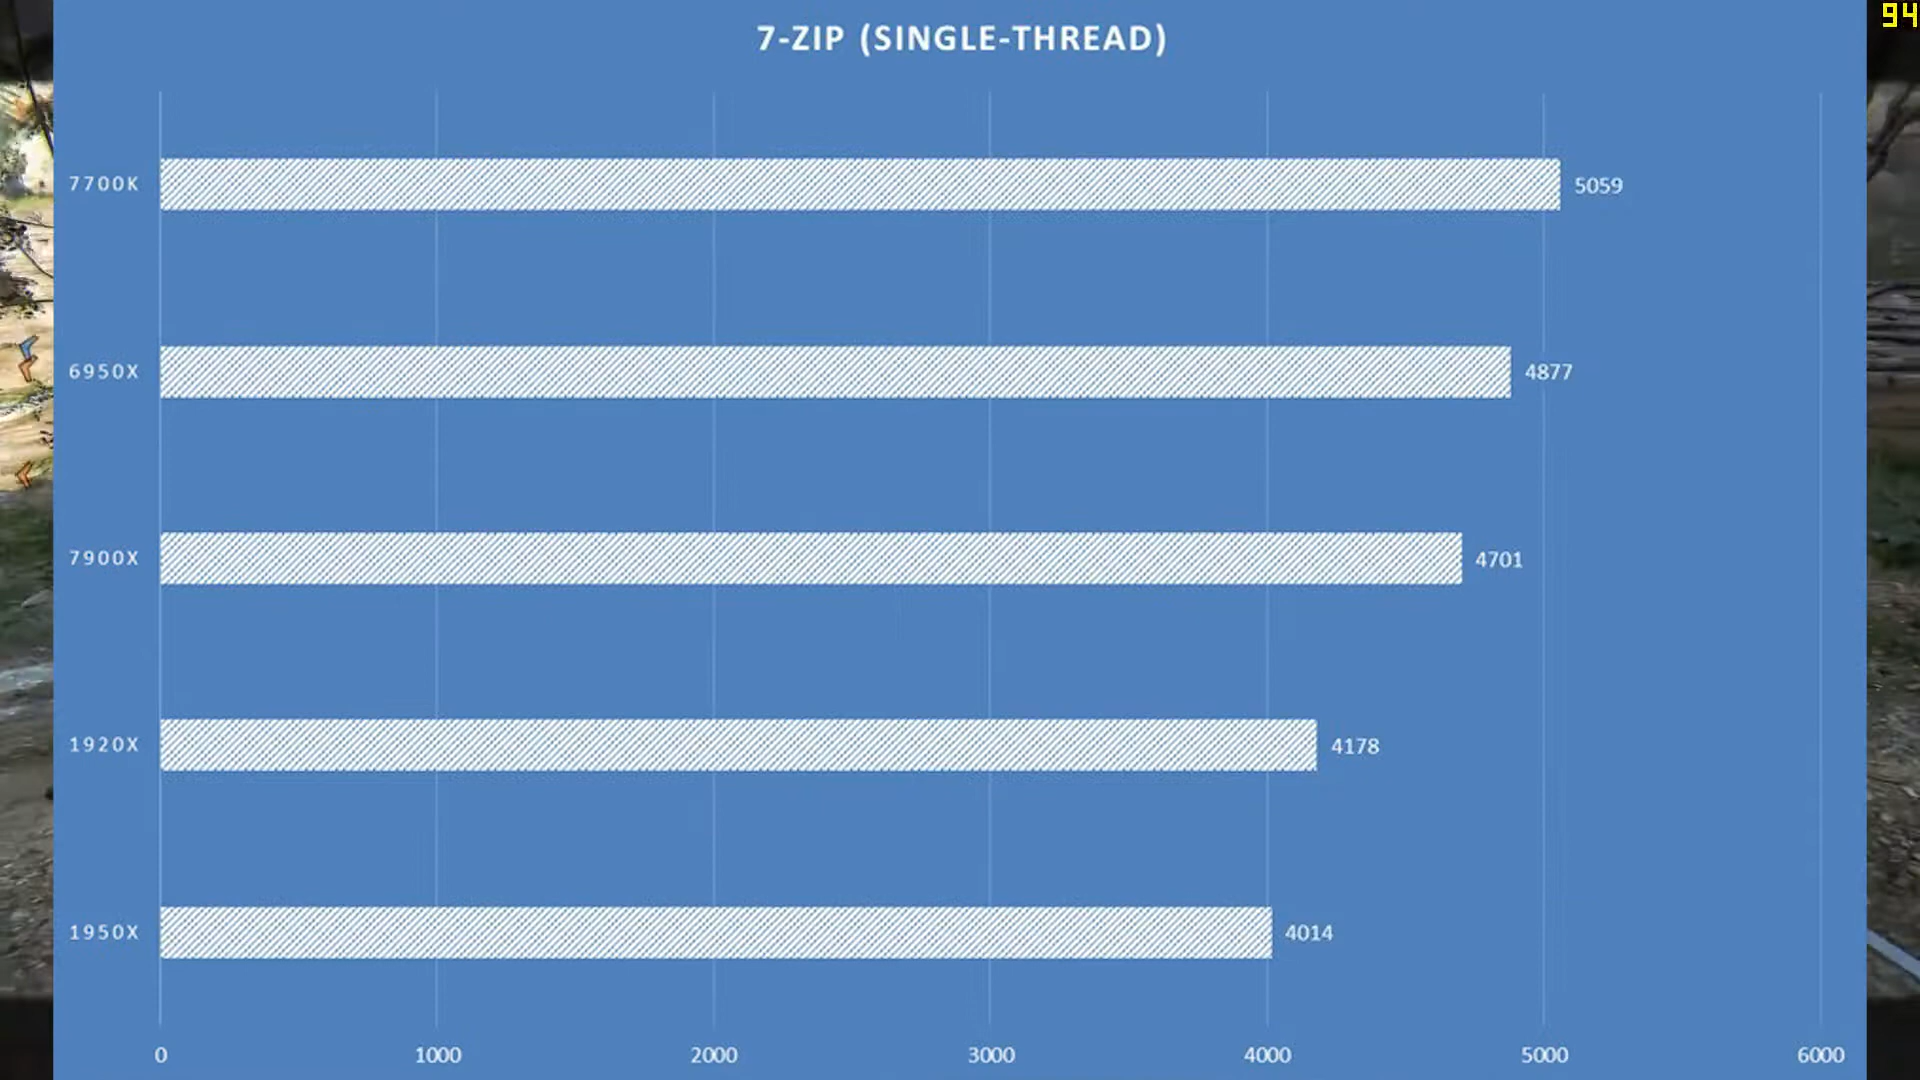 94
7-ZIP (SINGLE-THREAD)
7700K 5059
6950X 4877
7900X 4701
1920X 4178
1950X 4014
0 1000 2000 3000 4000 5000 6000